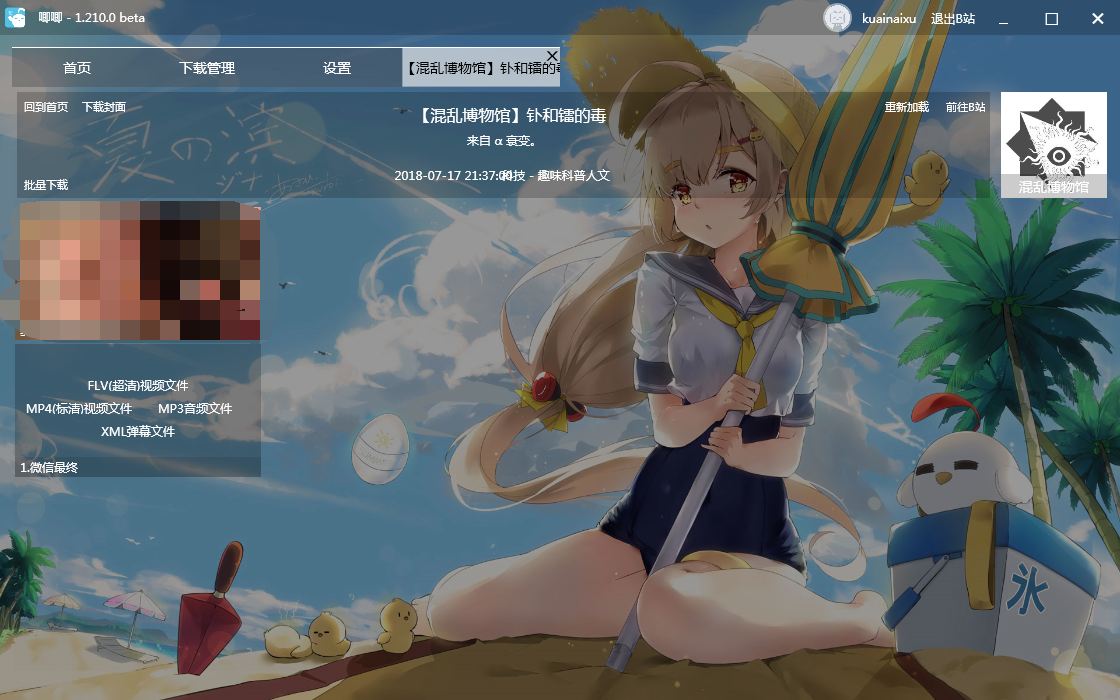 唧唧 - 1.210.0 beta
kuainaixu 退出B站
首页 下载管理 设置 【混乱博物馆】钋和镭的
回到首页 下载封面 【混乱博物馆】钋和镭的毒 重新加载 前往B站
来自 α 衰变。
2018-07-17 21:37:00 科技 - 趣味科普人文
批量下载
混乱博物馆
夏の
FLV(超清)视频文件
MP4(标清)视频文件 MP3音频文件
XML弹幕文件
1.微信最终
氷